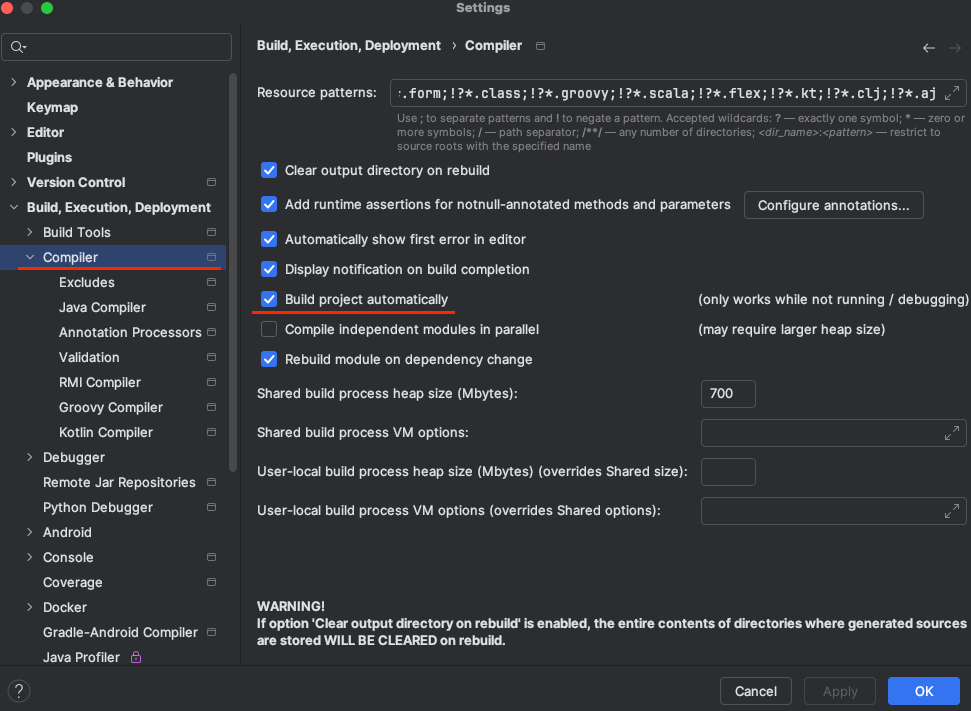 Settings
Appearance & Behavior
Keymap
Editor
Plugins
Version Control
Build, Execution, Deployment
Build Tools
Compiler
Excludes
Java Compiler
Annotation Processors
Validation
RMI Compiler
Groovy Compiler
Kotlin Compiler
Debugger
Remote Jar Repositories
Python Debugger
Android
Console
Coverage
Docker
Gradle-Android Compiler
Java Profiler
Build, Execution, Deployment › Compiler
Resource patterns: .form;!?*.class;!?*.groovy;!?*.scala;!?*.flex;!?*.kt;!?*.clj;!?*.aj
Use ; to separate patterns and ! to negate a pattern. Accepted wildcards: ? — exactly one symbol; * — zero or
more symbols; / — path separator; /**/ — any number of directories; <dir_name>:<pattern> — restrict to
source roots with the specified name
Clear output directory on rebuild
Add runtime assertions for notnull-annotated methods and parameters Configure annotations...
Automatically show first error in editor
Display notification on build completion
Build project automatically (only works while not running / debugging)
Compile independent modules in parallel (may require larger heap size)
Rebuild module on dependency change
Shared build process heap size (Mbytes): 700
Shared build process VM options:
User-local build process heap size (Mbytes) (overrides Shared size):
User-local build process VM options (overrides Shared options):
WARNING!
If option 'Clear output directory on rebuild' is enabled, the entire contents of directories where generated sources
are stored WILL BE CLEARED on rebuild.
? Cancel Apply OK